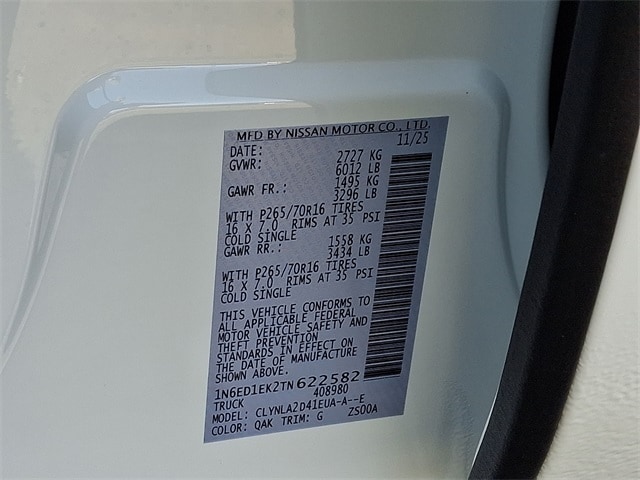 MFD BY NISSAN MOTOR CO., LTD.
DATE: 11/25
GVWR: 2727 KG
6012 LB
GAWR FR.: 1495 KG
3296 LB
WITH P265/70R16 TIRES
16 X 7.0 RIMS AT 35 PSI
COLD SINGLE
GAWR RR.: 1558 KG
3434 LB
WITH P265/70R16 TIRES
16 X 7.0 RIMS AT 35 PSI
COLD SINGLE
THIS VEHICLE CONFORMS TO
ALL APPLICABLE FEDERAL
MOTOR VEHICLE SAFETY AND
THEFT PREVENTION
STANDARDS IN EFFECT ON
THE DATE OF MANUFACTURE
SHOWN ABOVE.
1N6ED1EK2TN622582
TRUCK 408980
MODEL: CLYNLA2D41EUA-A--E
COLOR: QAK TRIM: G ZS00A